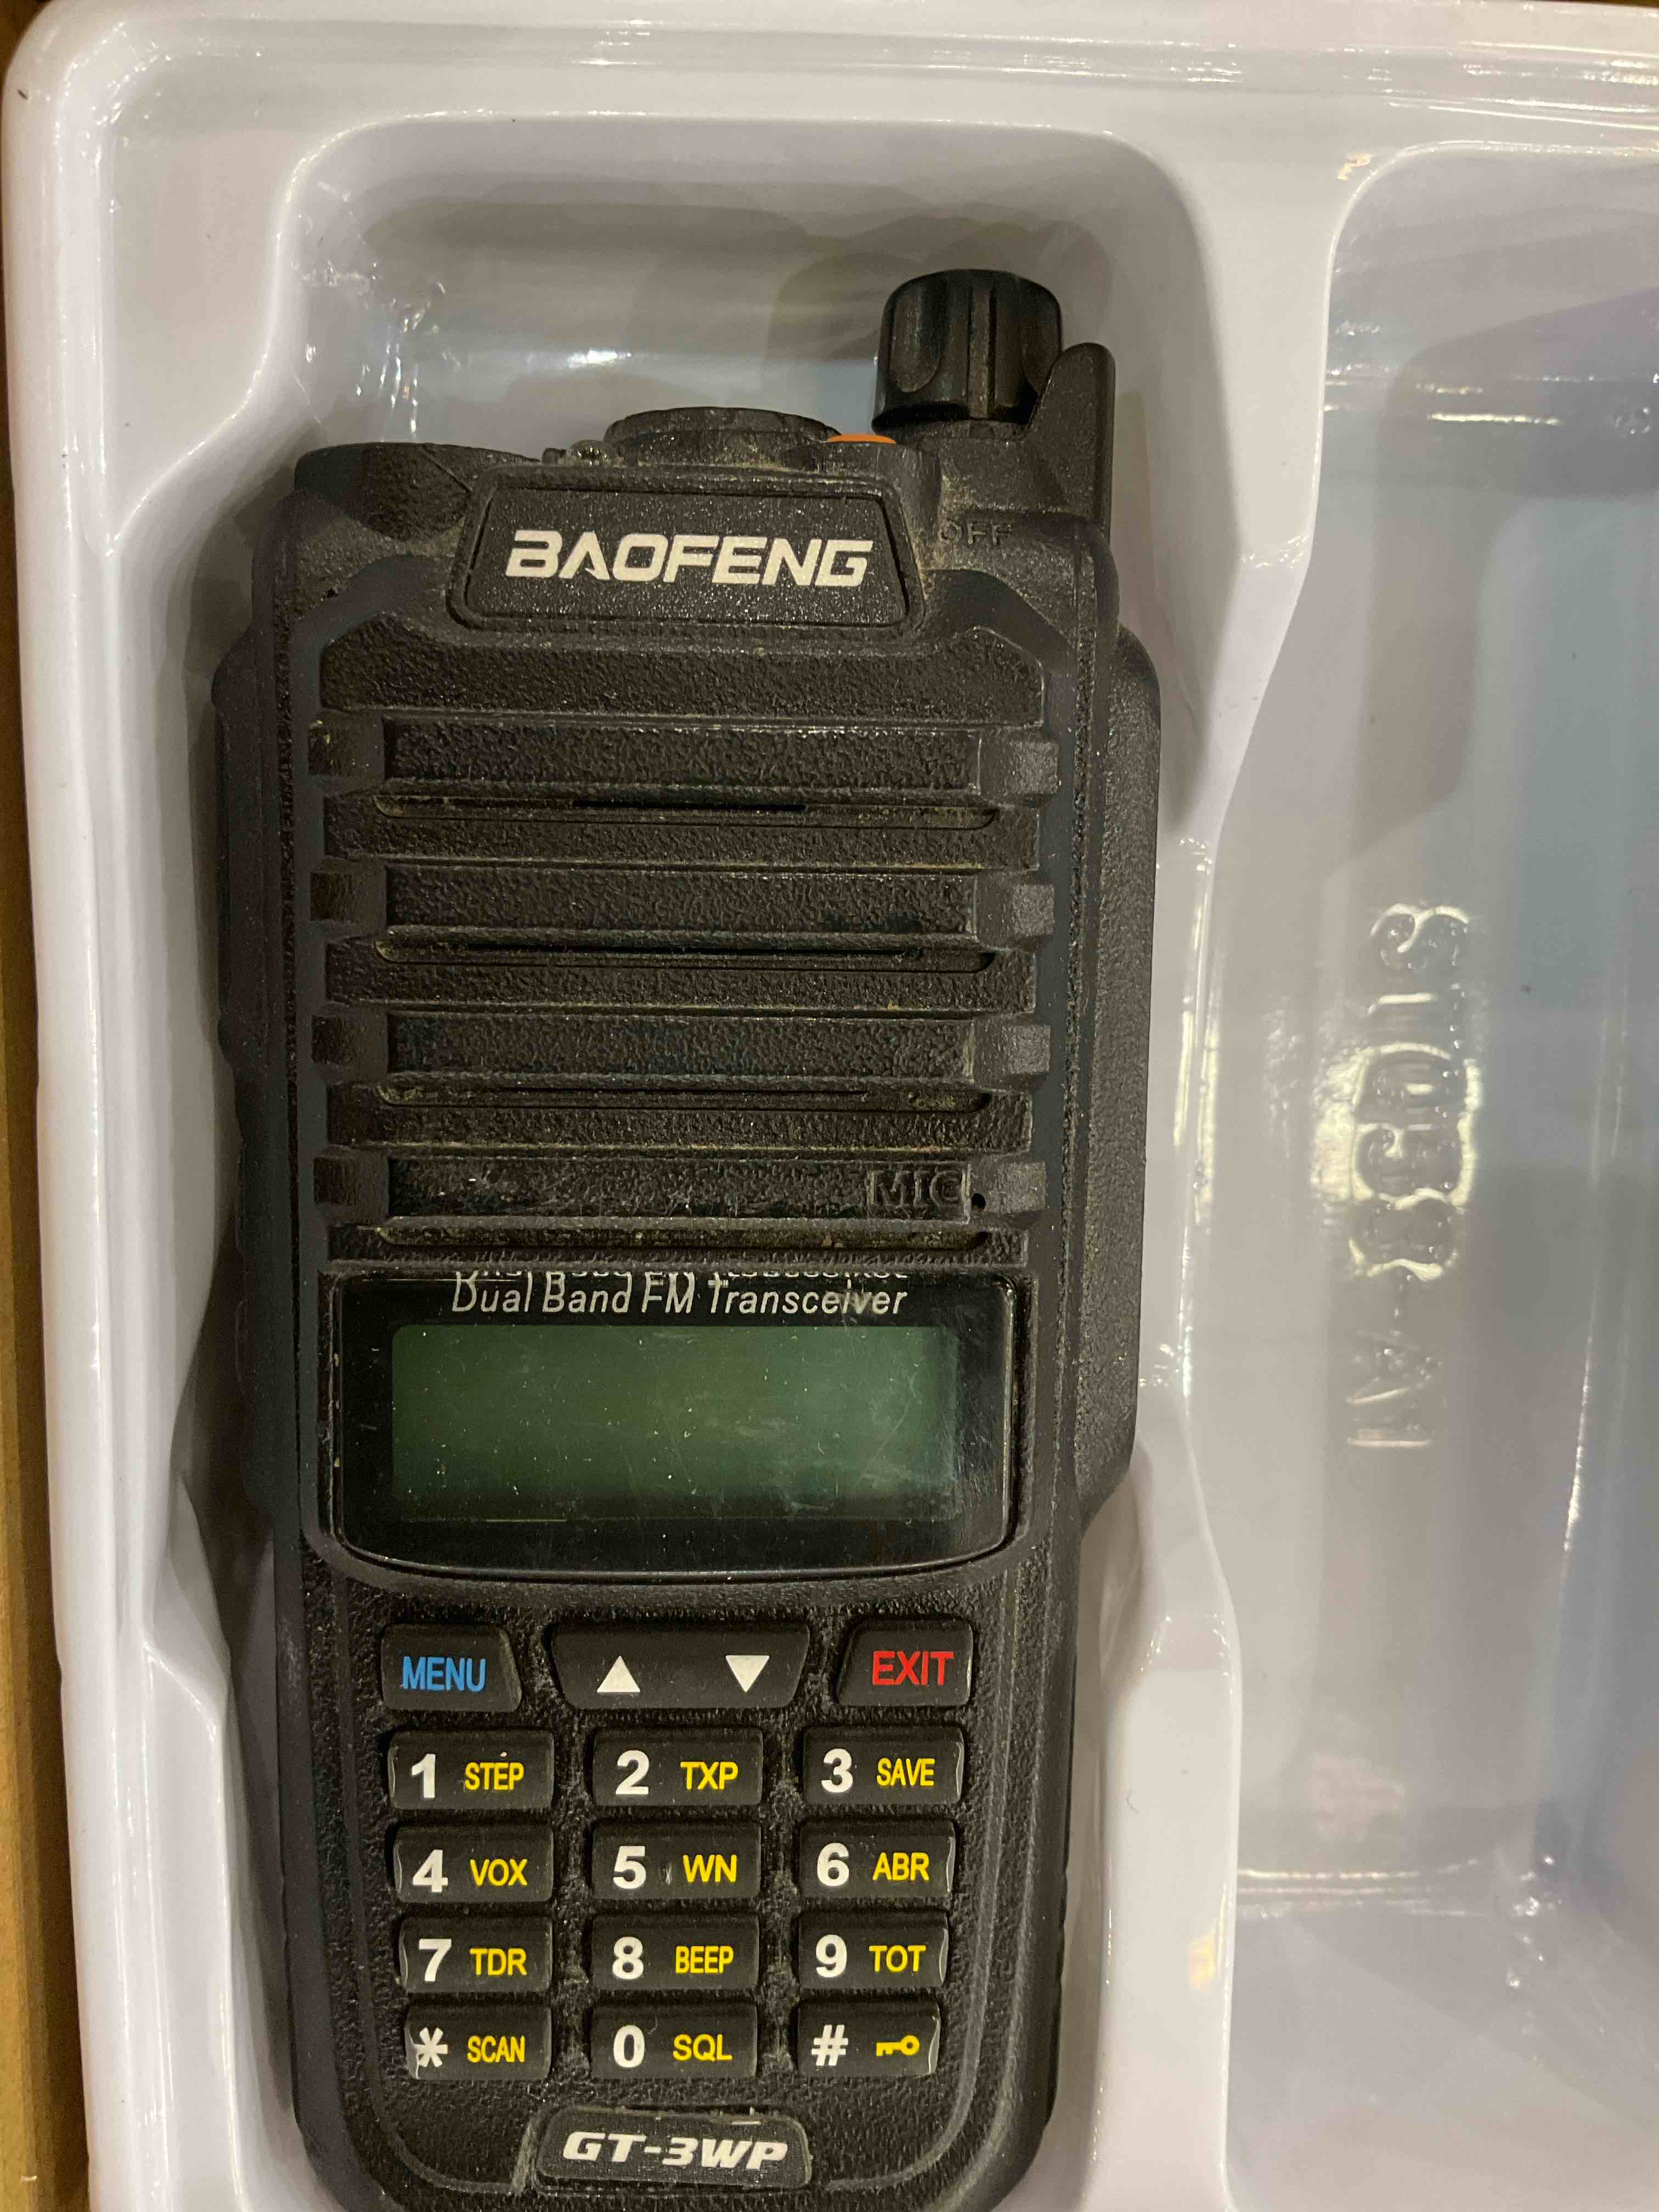 OFF
BAOFENG
MIC
Dual Band FM Transceiver
MENU ▲ ▼ EXIT
1 STEP 2 TXP 3 SAVE
4 VOX 5 WN 6 ABR
7 TDR 8 BEEP 9 TOT
* SCAN 0 SQL #
GT-3WP